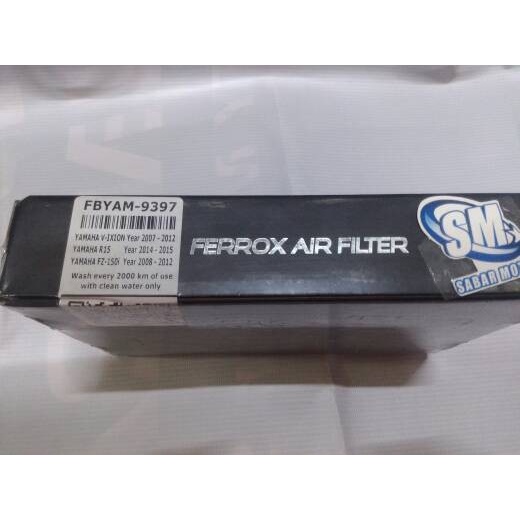 FBYAM-9397
YAMAHA V-IXION Year 2007 - 2012
YAMAHA R15 Year 2014 - 2015
YAMAHA FZ-150i Year 2008 - 2012
Wash every 2000 km of use
with clean water only
FERROX AIR FILTER
SM
SABAR MO